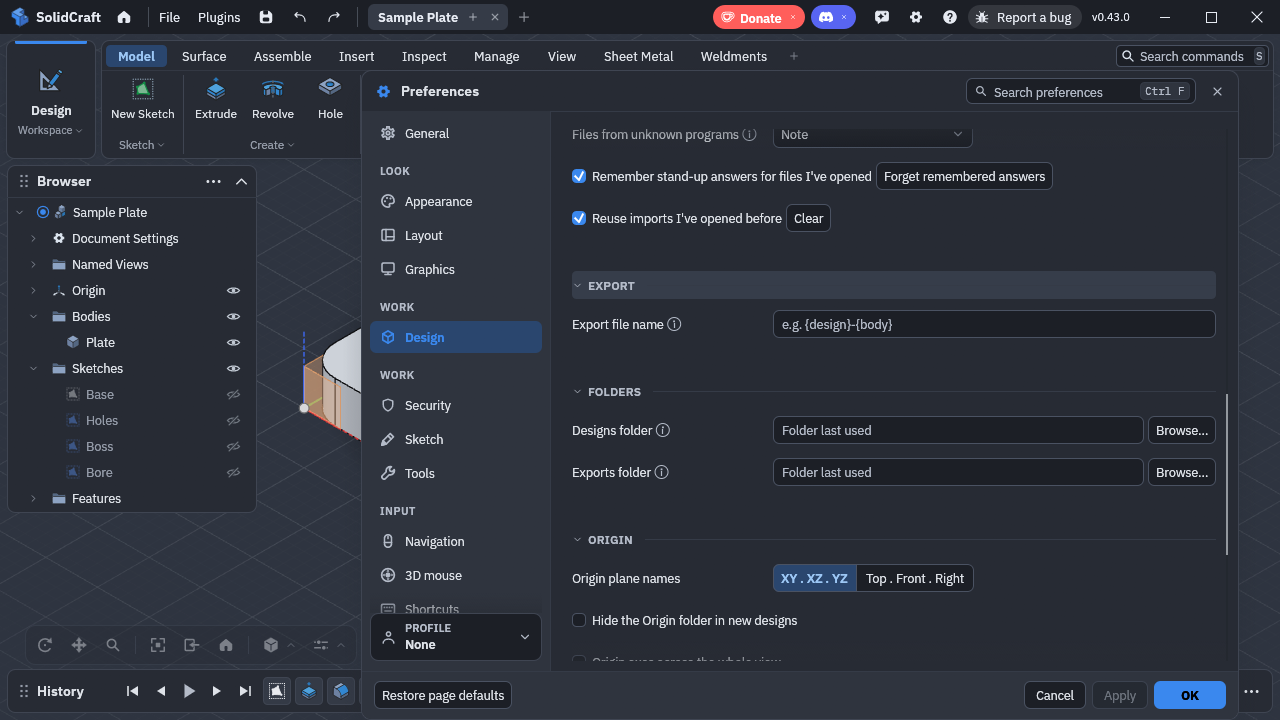 SolidCraft
File
Plugins
Sample Plate
Donate
Report a bug
v0.43.0
Design
Workspace
Model
Surface
Assemble
Insert
Inspect
Manage
View
Sheet Metal
Weldments
Search commands
S
New Sketch
Extrude
Revolve
Hole
Sketch
Create
Browser
Sample Plate
Document Settings
Named Views
Origin
Bodies
Plate
Sketches
Base
Holes
Boss
Bore
Features
History
Preferences
Search preferences
Ctrl F
General
LOOK
Appearance
Layout
Graphics
WORK
Design
WORK
Security
Sketch
Tools
INPUT
Navigation
3D mouse
Shortcuts
PROFILE
None
Files from unknown programs
Note
Remember stand-up answers for files I've opened
Forget remembered answers
Reuse imports I've opened before
Clear
EXPORT
Export file name
e.g. {design}-{body}
FOLDERS
Designs folder
Folder last used
Browse...
Exports folder
Folder last used
Browse...
ORIGIN
Origin plane names
XY . XZ . YZ
Top . Front . Right
Hide the Origin folder in new designs
Origin axes across the whole view
Restore page defaults
Cancel
Apply
OK